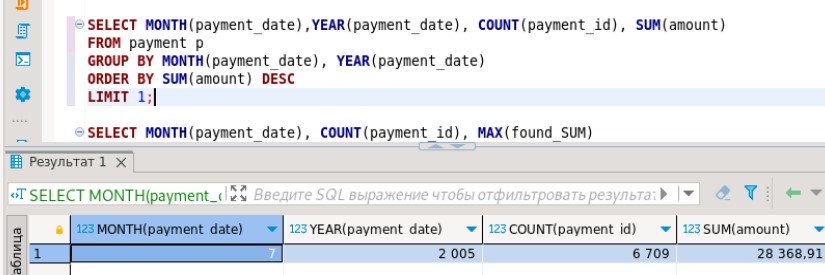 SELECT MONTH(payment_date),YEAR(payment_date), COUNT(payment_id), SUM(amount)
FROM payment p
GROUP BY MONTH(payment_date), YEAR(payment_date)
ORDER BY SUM(amount) DESC
LIMIT 1;
SELECT MONTH(payment_date), COUNT(payment_id), MAX(found_SUM)
Результат 1
SELECT MONTH(payment_ Введите SQL выражение чтобы отфильтровать результат
123 MONTH(payment_date) 123 YEAR(payment_date) 123 COUNT(payment_id) 123 SUM(amount)
1 7 2 005 6 709 28 368,91
аблица